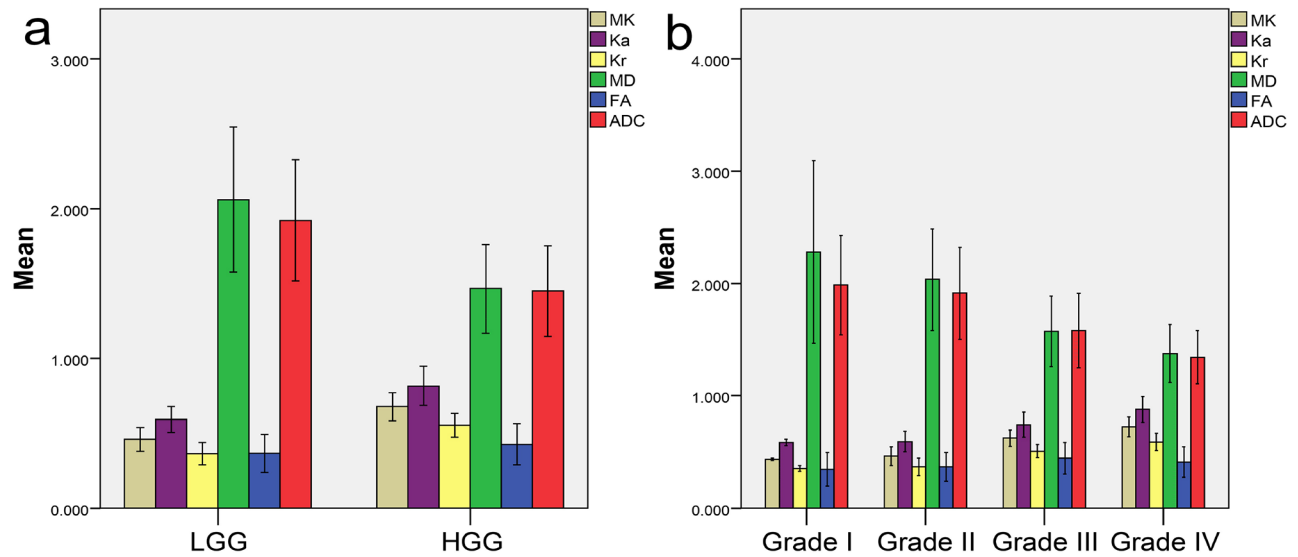 a
MK
Ka
Kr
MD
FA
ADC
3.000
2.000
1.000
0.000
Mean
LGG
HGG
b
MK
Ka
Kr
MD
FA
ADC
4.000
3.000
2.000
1.000
0.000
Mean
Grade I
Grade II
Grade III
Grade IV